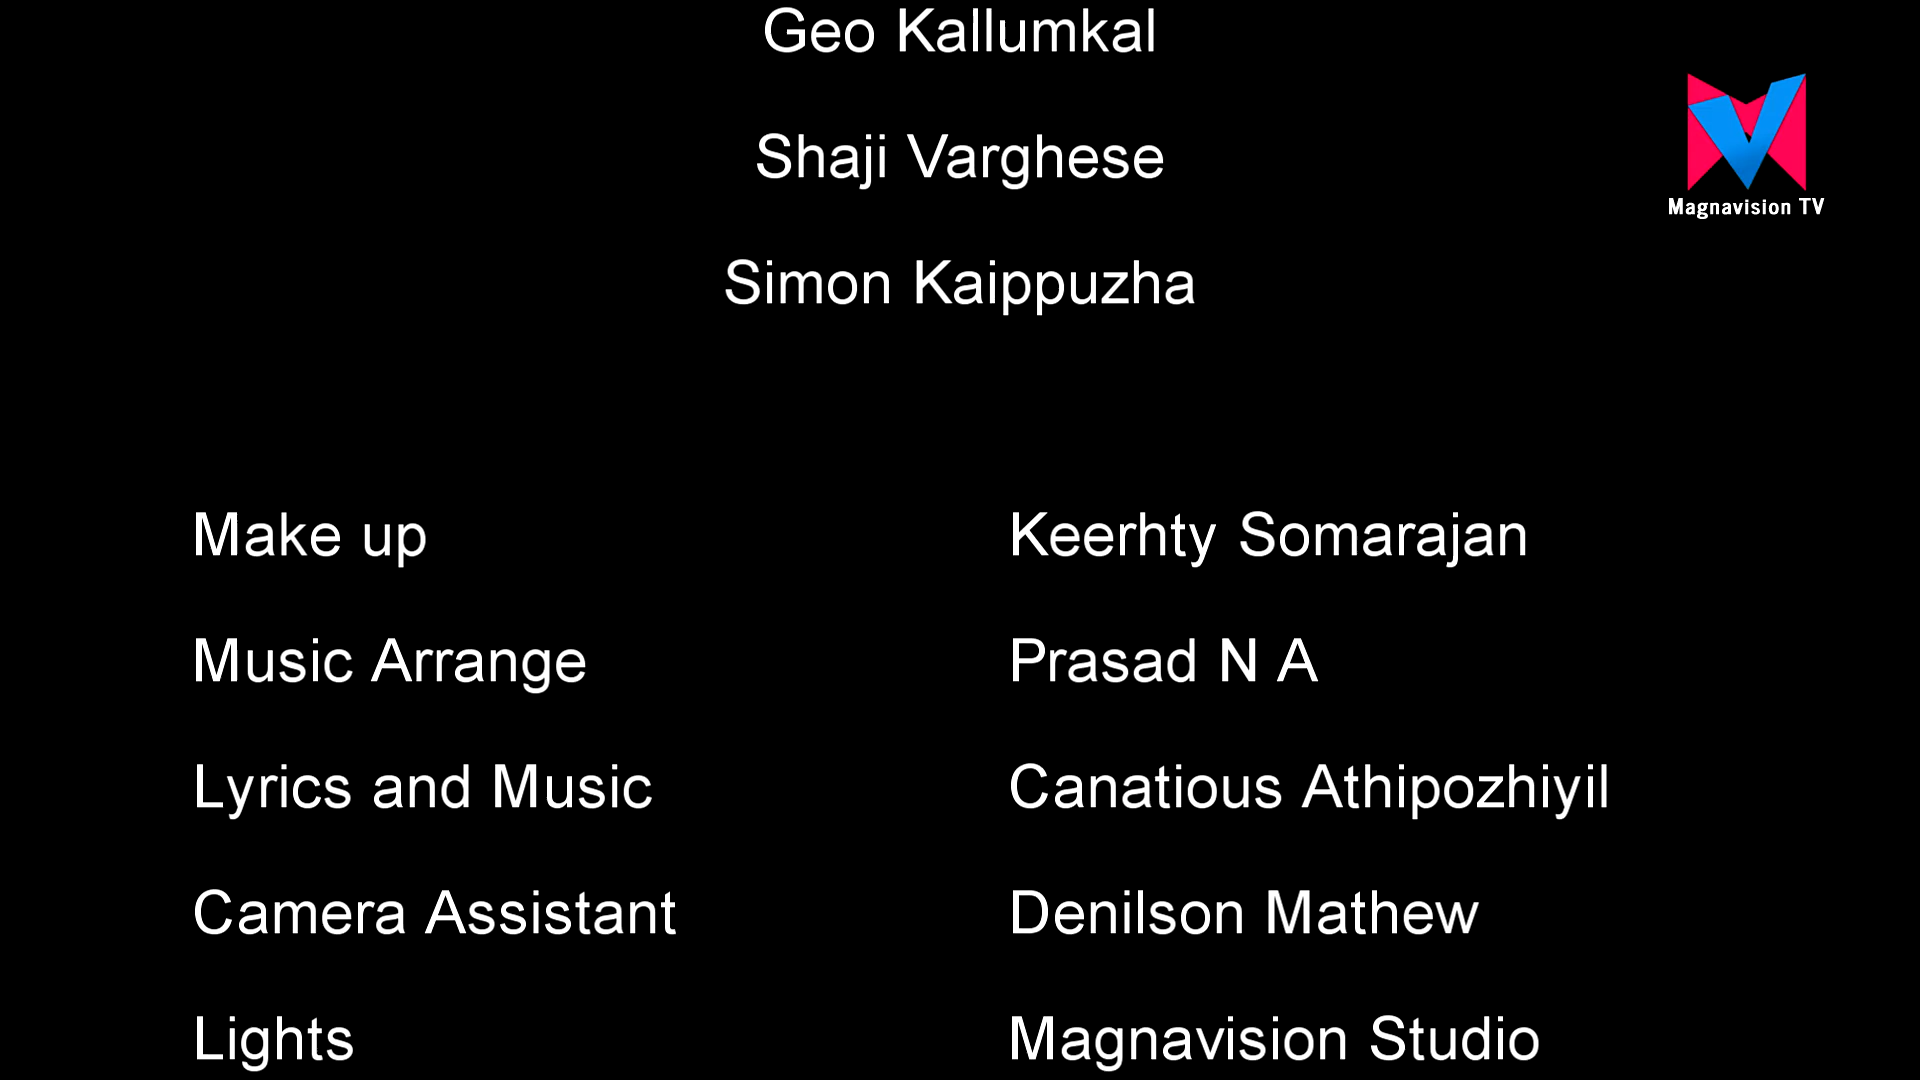 Geo Kallumkal
Shaji Varghese
Magnavision TV
Simon Kaippuzha
Make up Keerhty Somarajan
Music Arrange Prasad N A
Lyrics and Music Canatious Athipozhiyil
Camera Assistant Denilson Mathew
Lights Magnavision Studio